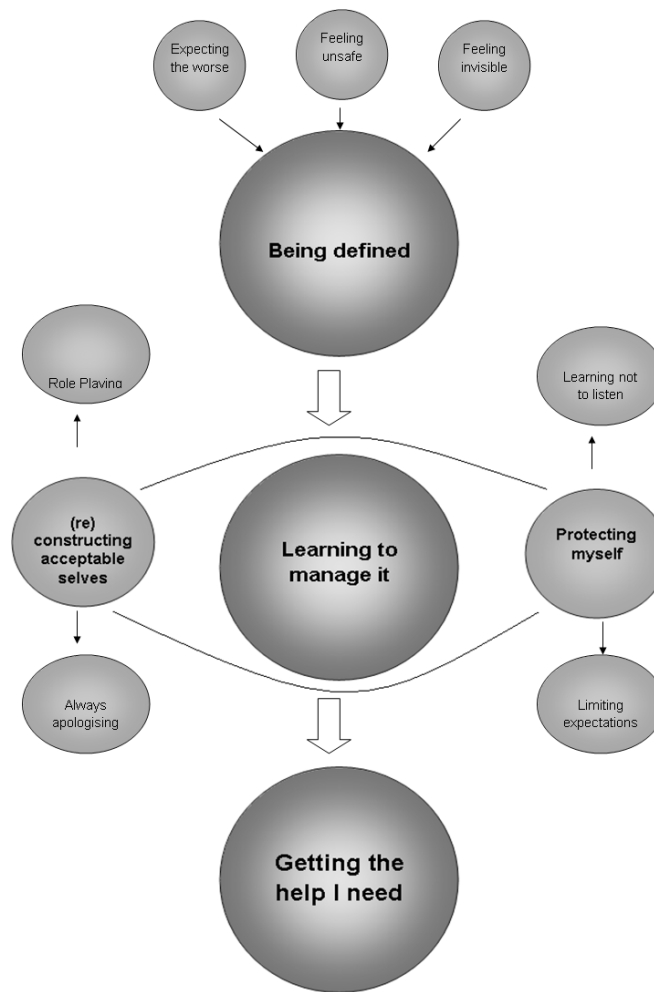 Expecting
the worse
Feeling
unsafe
Feeling
invisible
Being defined
Role Playing
Learning not
to listen
(re)
constructing
acceptable
selves
Learning to
manage it
Protecting
myself
Always
apologising
Limiting
expectations
Getting the
help I need